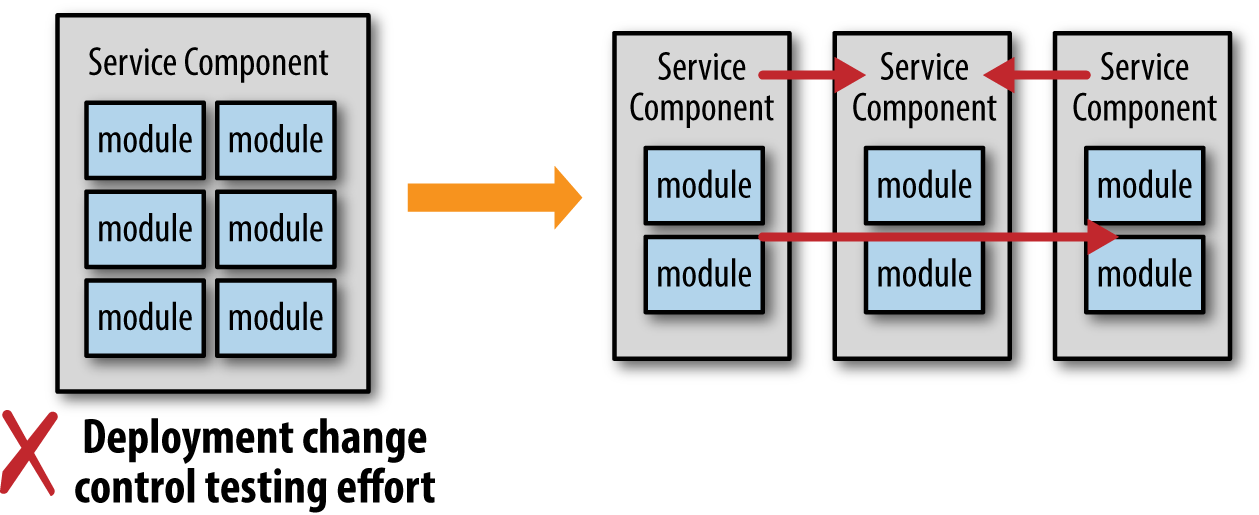 Service Component
module module
module module
module module
Deployment change
control testing effort
Service
Component
module
module
Service
Component
module
module
Service
Component
module
module